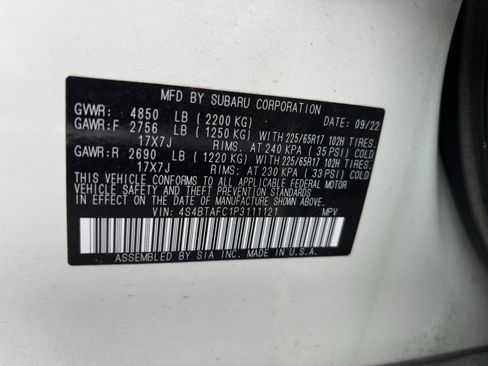 MFD BY SUBARU CORPORATION
GVWR: 4850 LB ( 2200 KG) DATE: 09/22
GAWR:F 2756 LB ( 1250 KG) WITH 225/65R17 102H TIRES.
17X7J RIMS. AT 240 KPA ( 35 PSI) COLD
GAWR:R 2690 LB ( 1220 KG) WITH 225/65R17 102H TIRES.
17X7J RIMS. AT 230 KPA ( 33 PSI) COLD
THIS VEHICLE CONFORMS TO ALL APPLICABLE FEDERAL MOTOR
VEHICLE SAFETY AND THEFT PREVENTION STANDARDS IN EFFECT
ON THE DATE OF MANUFACTURE SHOWN ABOVE.
VIN: 4S4BTAFC1P3111121 MPV
ASSEMBLED BY SIA INC. MADE IN U.S.A.